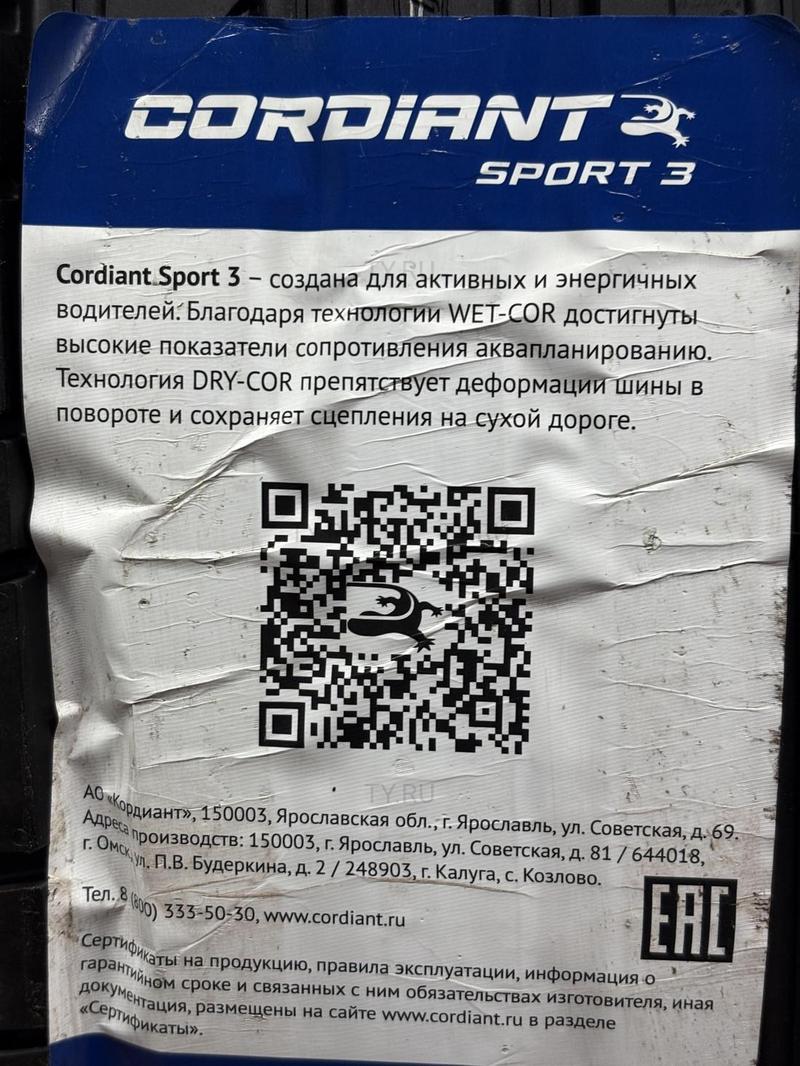 CORDIANT
SPORT 3
TY.RU
Cordiant Sport 3 – создана для активных и энергичных
водителей. Благодаря технологии WET-COR достигнуты
высокие показатели сопротивления аквапланированию.
Технология DRY-COR препятствует деформации шины в
повороте и сохраняет сцепления на сухой дороге.
TY.RU
АО «Кордиант», 150003, Ярославская обл., г. Ярославль, ул. Советская, д. 69.
Адреса производств: 150003, г. Ярославль, ул. Советская, д. 81 / 644018,
г. Омск, ул. П.В. Будеркина, д. 2 / 248903, г. Калуга, с. Козлово.
Тел. 8 (800) 333-50-30, www.cordiant.ru
EAC
Сертификаты на продукцию, правила эксплуатации, информация о
гарантийном сроке и связанных с ним обязательствах изготовителя, иная
документация, размещены на сайте www.cordiant.ru в разделе
«Сертификаты».